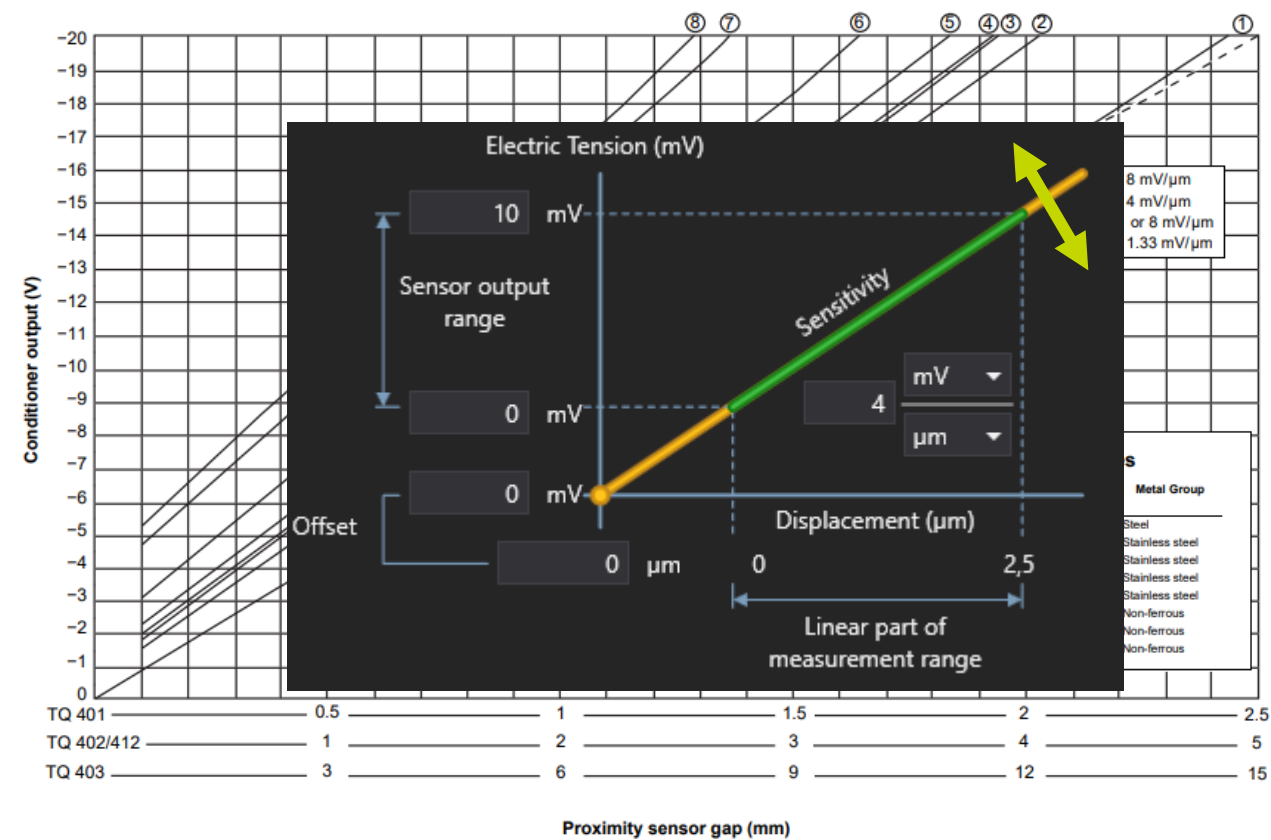 ⑧ ⑦ ⑥ ⑤ ④ ③ ② ①
Conditioner output (V)
−20
−19
−18
−17
−16
−15
−14
−13
−12
−11
−10
−9
−8
−7
−6
−5
−4
−3
−2
−1
0
Electric Tension (mV)
10 mV
Sensor output
range
0 mV
0 mV
Offset
0 µm
Sensitivity
4 mV
µm
Displacement (µm)
0 2,5
Linear part of
measurement range
8 mV/µm
4 mV/µm
or 8 mV/µm
1.33 mV/µm
s
Metal Group
Steel
Stainless steel
Stainless steel
Stainless steel
Stainless steel
Non-ferrous
Non-ferrous
Non-ferrous
TQ 401 0.5 1 1.5 2 2.5
TQ 402/412 1 2 3 4 5
TQ 403 3 6 9 12 15
Proximity sensor gap (mm)